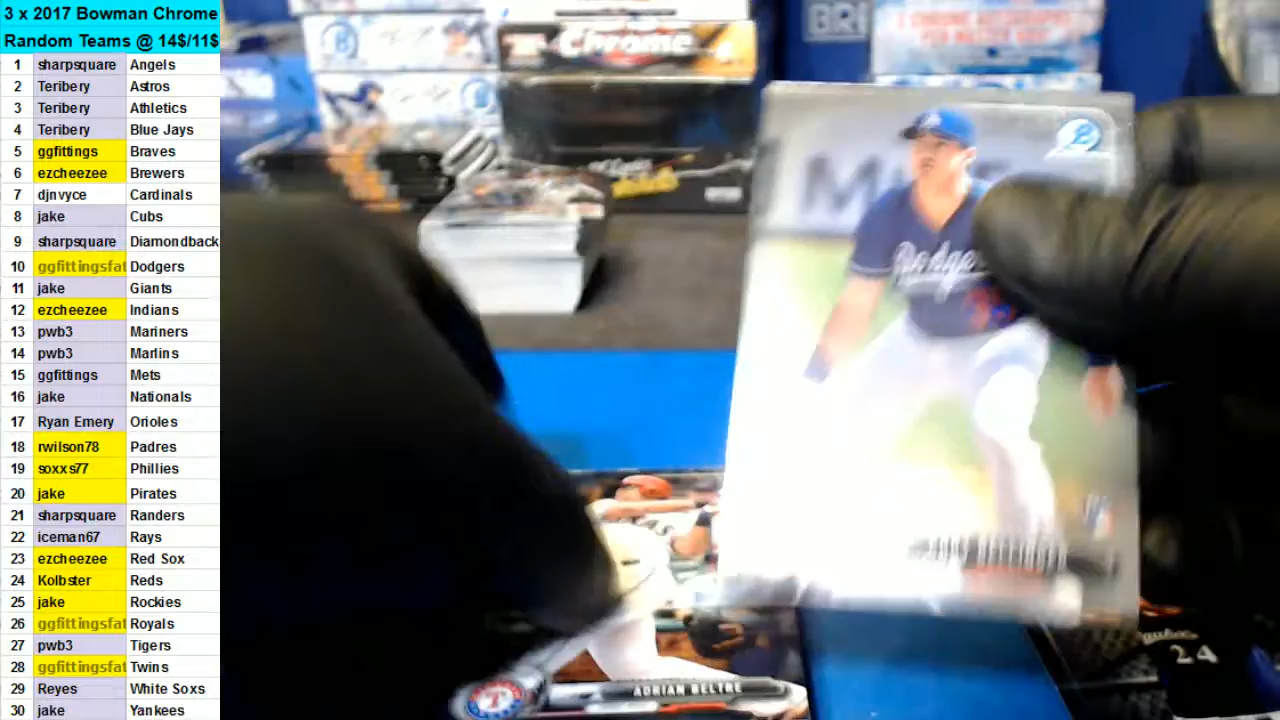 3 x 2017 Bowman Chrome
Random Teams @ 14$/11$
1 sharpsquare Angels
2 Teribery Astros
3 Teribery Athletics
4 Teribery Blue Jays
5 ggfittings Braves
6 ezcheezee Brewers
7 djnvyce Cardinals
8 jake Cubs
9 sharpsquare Diamondback
10 ggfittingsfat Dodgers
11 jake Giants
12 ezcheezee Indians
13 pwb3 Mariners
14 pwb3 Marlins
15 ggfittings Mets
16 jake Nationals
17 Ryan Emery Orioles
18 rwilson78 Padres
19 soxxs77 Phillies
20 jake Pirates
21 sharpsquare Randers
22 iceman67 Rays
23 ezcheezee Red Sox
24 Kolbster Reds
25 jake Rockies
26 ggfittingsfat Royals
27 pwb3 Tigers
28 ggfittingsfat Twins
29 Reyes White Soxs
30 jake Yankees
BRI
Chrome
Dodge
ADRIAN BELTRE
24